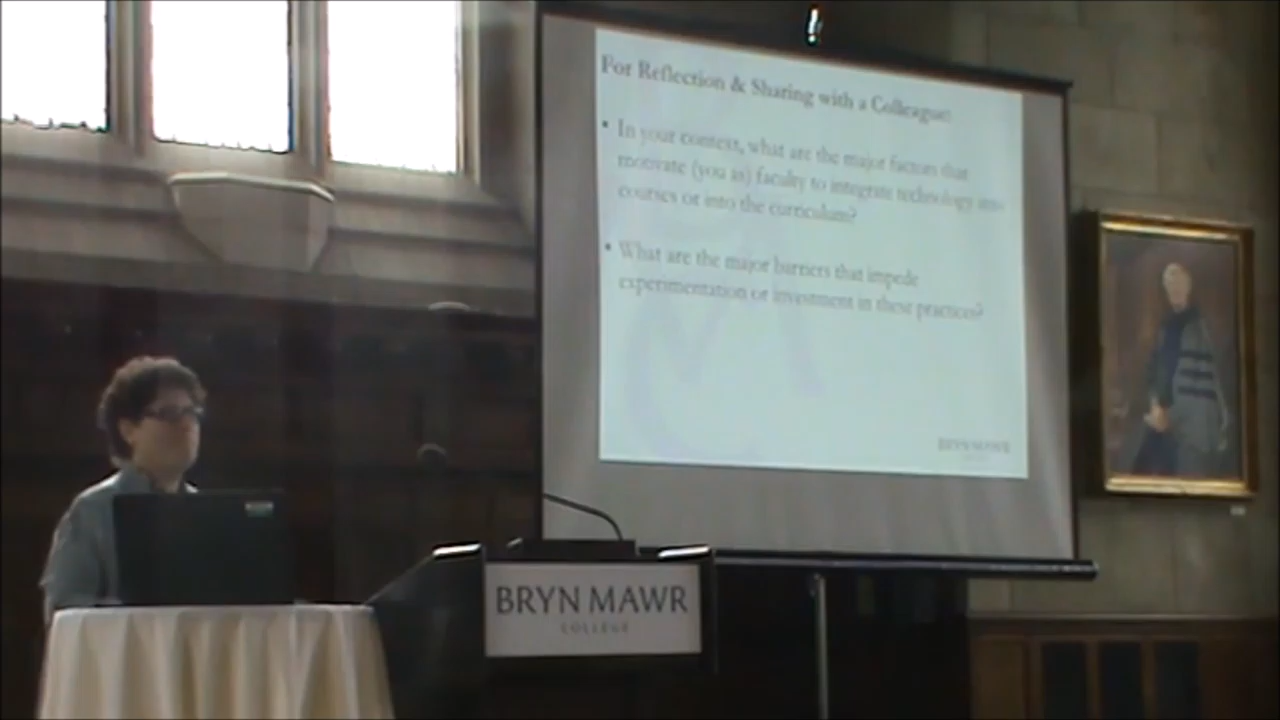 For Reflection & Sharing with a Colleague:
• In your context, what are the major factors that
motivate (you as) faculty to integrate technology into
courses or into the curriculum?
• What are the major barriers that impede
experimentation or investment in these practices?
BRYN MAWR
BRYN MAWR
COLLEGE